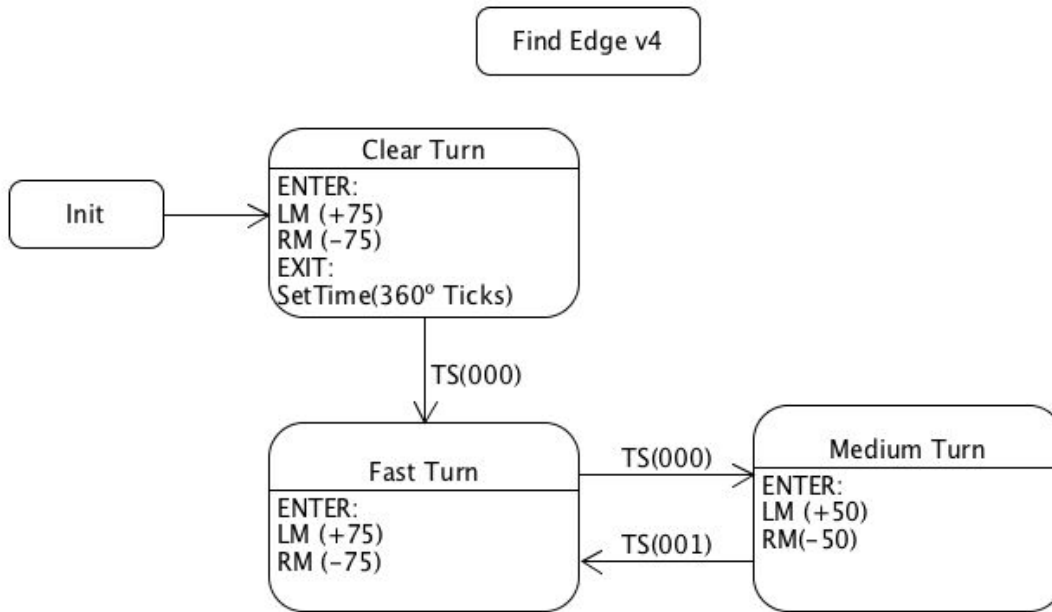 Find Edge v4
Init
Clear Turn
ENTER:
LM (+75)
RM (-75)
EXIT:
SetTime(360º Ticks)
TS(000)
Fast Turn
ENTER:
LM (+75)
RM (-75)
TS(000)
TS(001)
Medium Turn
ENTER:
LM (+50)
RM(-50)